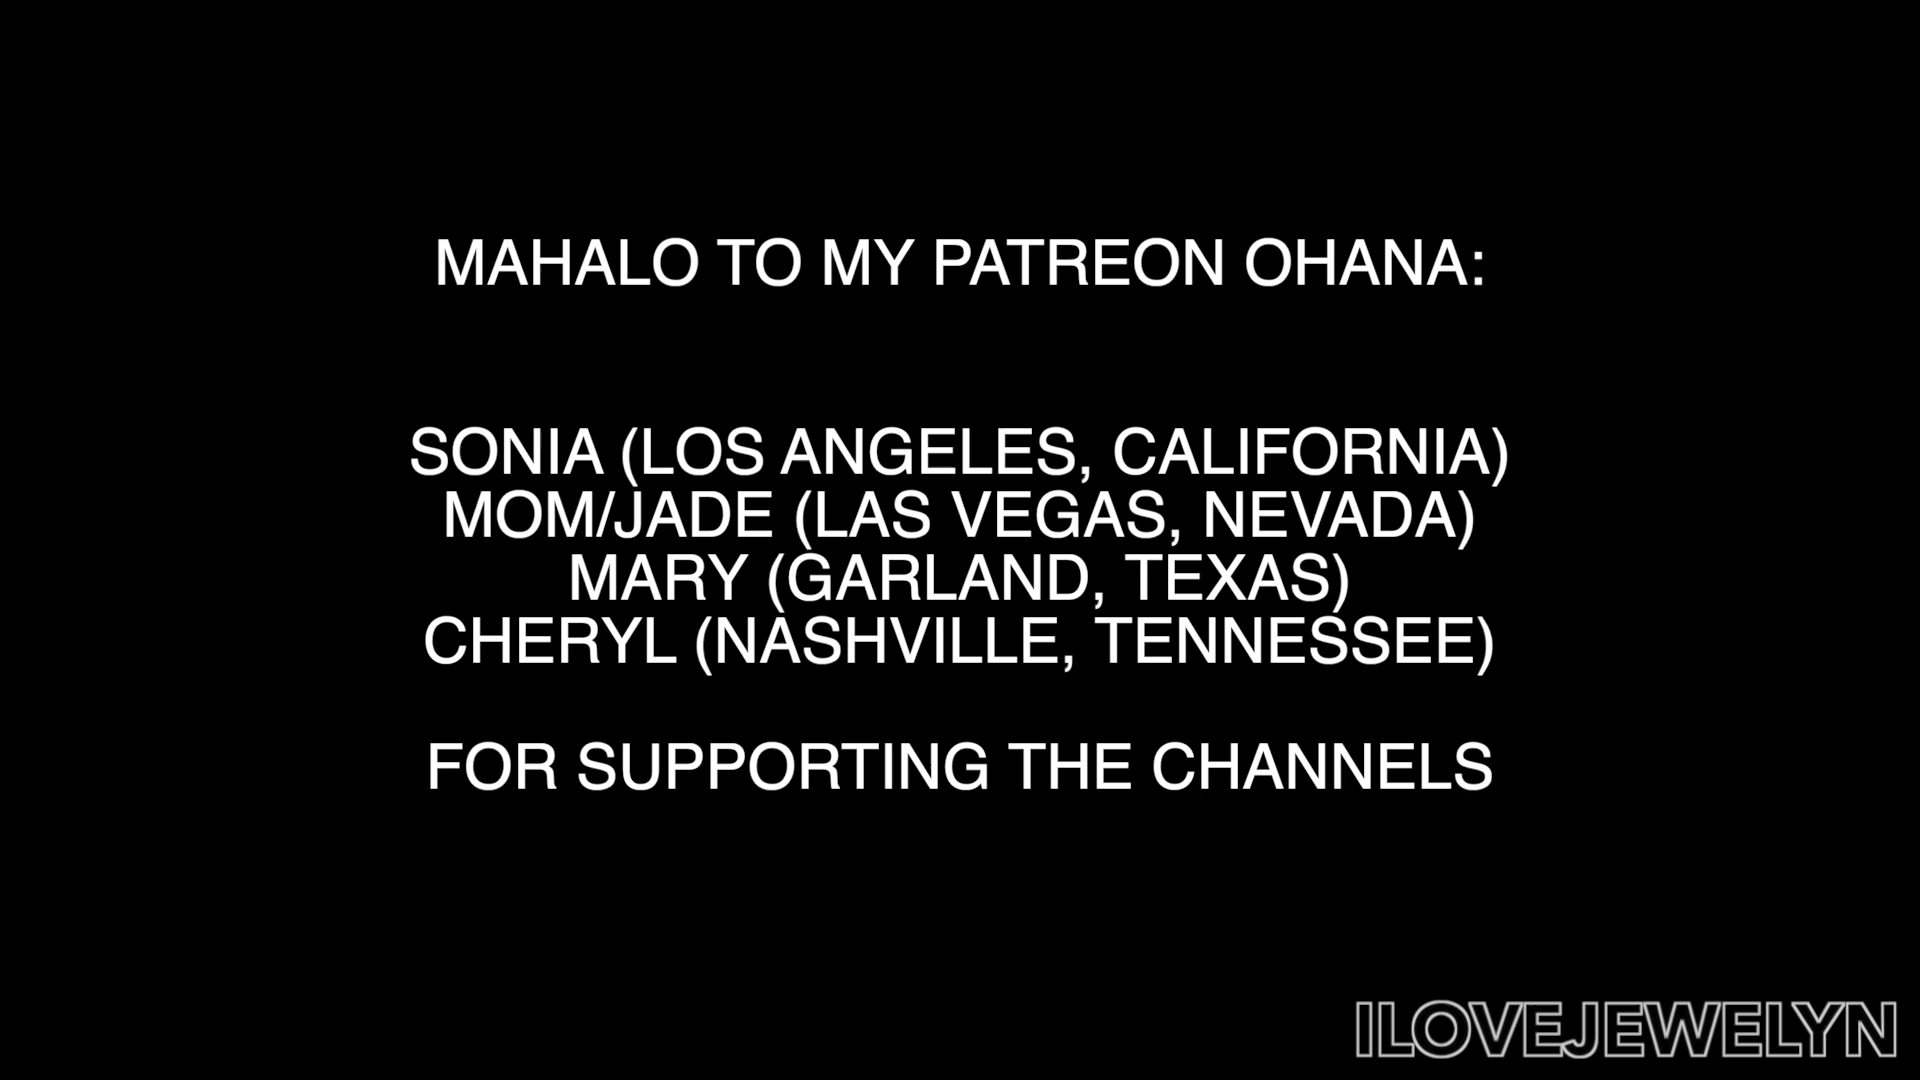 MAHALO TO MY PATREON OHANA:
SONIA (LOS ANGELES, CALIFORNIA)
MOM/JADE (LAS VEGAS, NEVADA)
MARY (GARLAND, TEXAS)
CHERYL (NASHVILLE, TENNESSEE)
FOR SUPPORTING THE CHANNELS
ILOVEJEWELYN